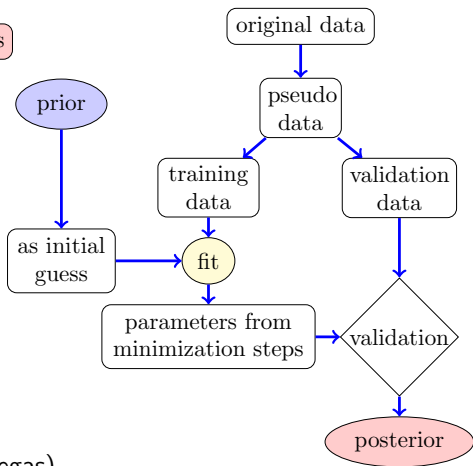 original data
s
prior
pseudo
data
training
data
validation
data
as initial
guess
fit
parameters from
minimization steps
validation
posterior
egas)